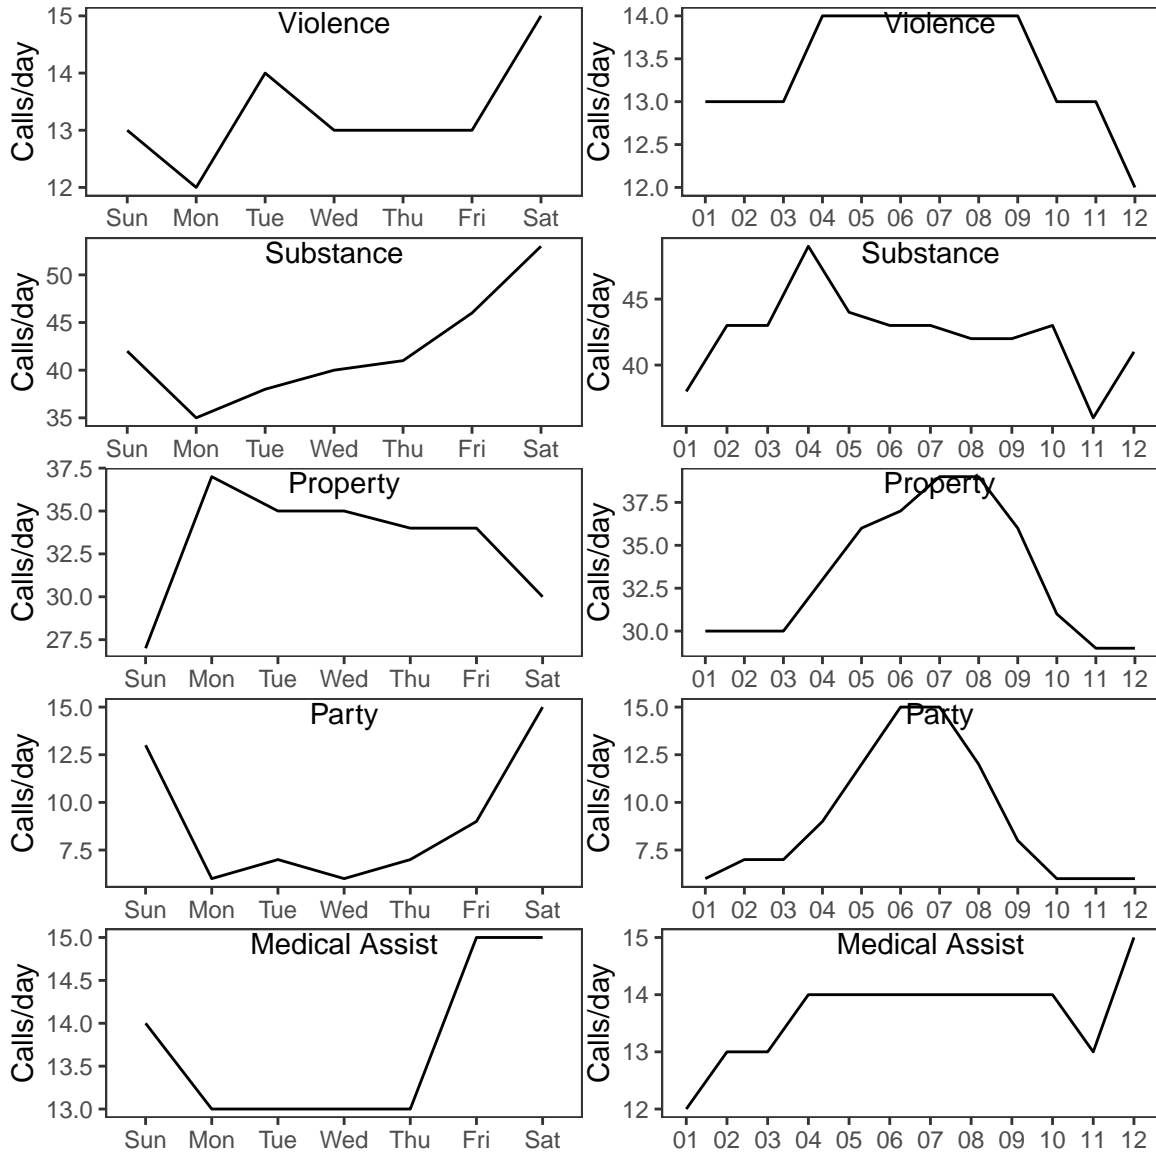 Violence
Calls/day
15
14
13
12
Sun Mon Tue Wed Thu Fri Sat
Violence
Calls/day
14.0
13.5
13.0
12.5
12.0
01 02 03 04 05 06 07 08 09 10 11 12
Substance
Calls/day
50
45
40
35
Sun Mon Tue Wed Thu Fri Sat
Substance
Calls/day
45
40
01 02 03 04 05 06 07 08 09 10 11 12
Property
Calls/day
37.5
35.0
32.5
30.0
27.5
Sun Mon Tue Wed Thu Fri Sat
Property
Calls/day
37.5
35.0
32.5
30.0
01 02 03 04 05 06 07 08 09 10 11 12
Party
Calls/day
15.0
12.5
10.0
7.5
Sun Mon Tue Wed Thu Fri Sat
Party
Calls/day
15.0
12.5
10.0
7.5
01 02 03 04 05 06 07 08 09 10 11 12
Medical Assist
Calls/day
15.0
14.5
14.0
13.5
13.0
Sun Mon Tue Wed Thu Fri Sat
Medical Assist
Calls/day
15
14
13
12
01 02 03 04 05 06 07 08 09 10 11 12